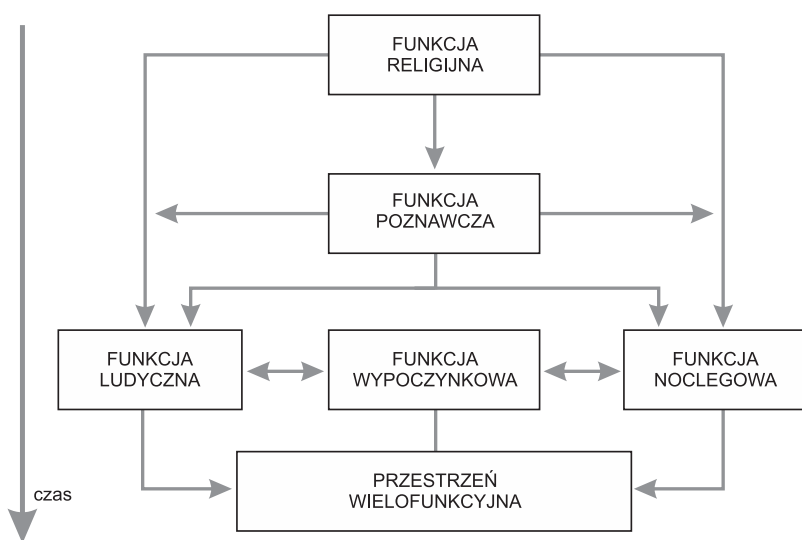 FUNKCJA
RELIGIJNA
FUNKCJA
POZNAWCZA
FUNKCJA
LUDYCZNA
FUNKCJA
WYPOCZYNKOWA
FUNKCJA
NOCLEGOWA
PRZESTRZEŃ
WIELOFUNKCYJNA
czas